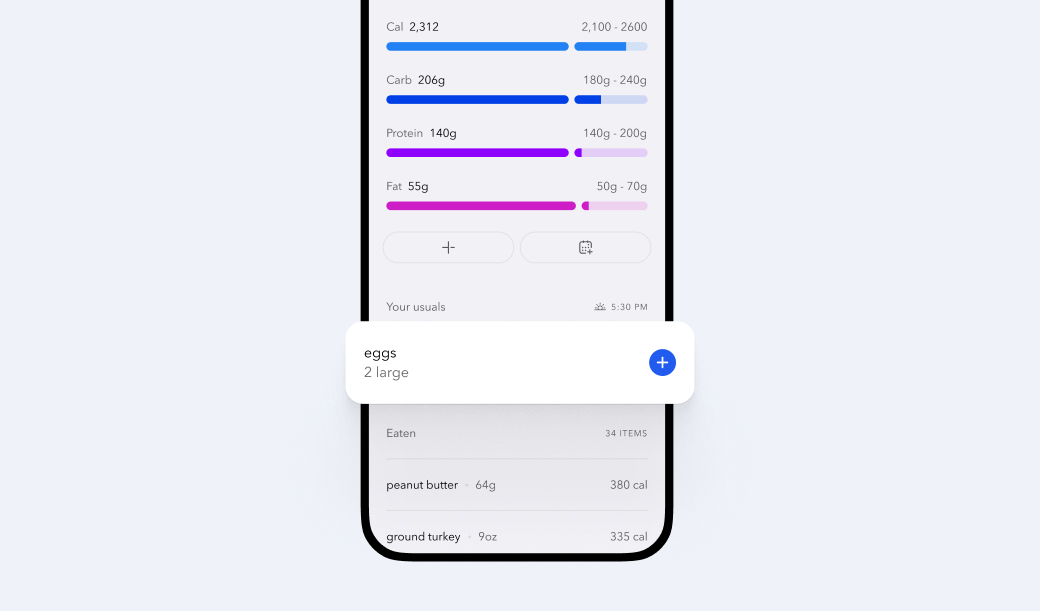 Cal 2,312 2,100 - 2600
Carb 206g 180g - 240g
Protein 140g 140g - 200g
Fat 55g 50g - 70g
Your usuals 5:30 PM
eggs
2 large
Eaten 34 ITEMS
peanut butter · 64g 380 cal
ground turkey · 9oz 335 cal